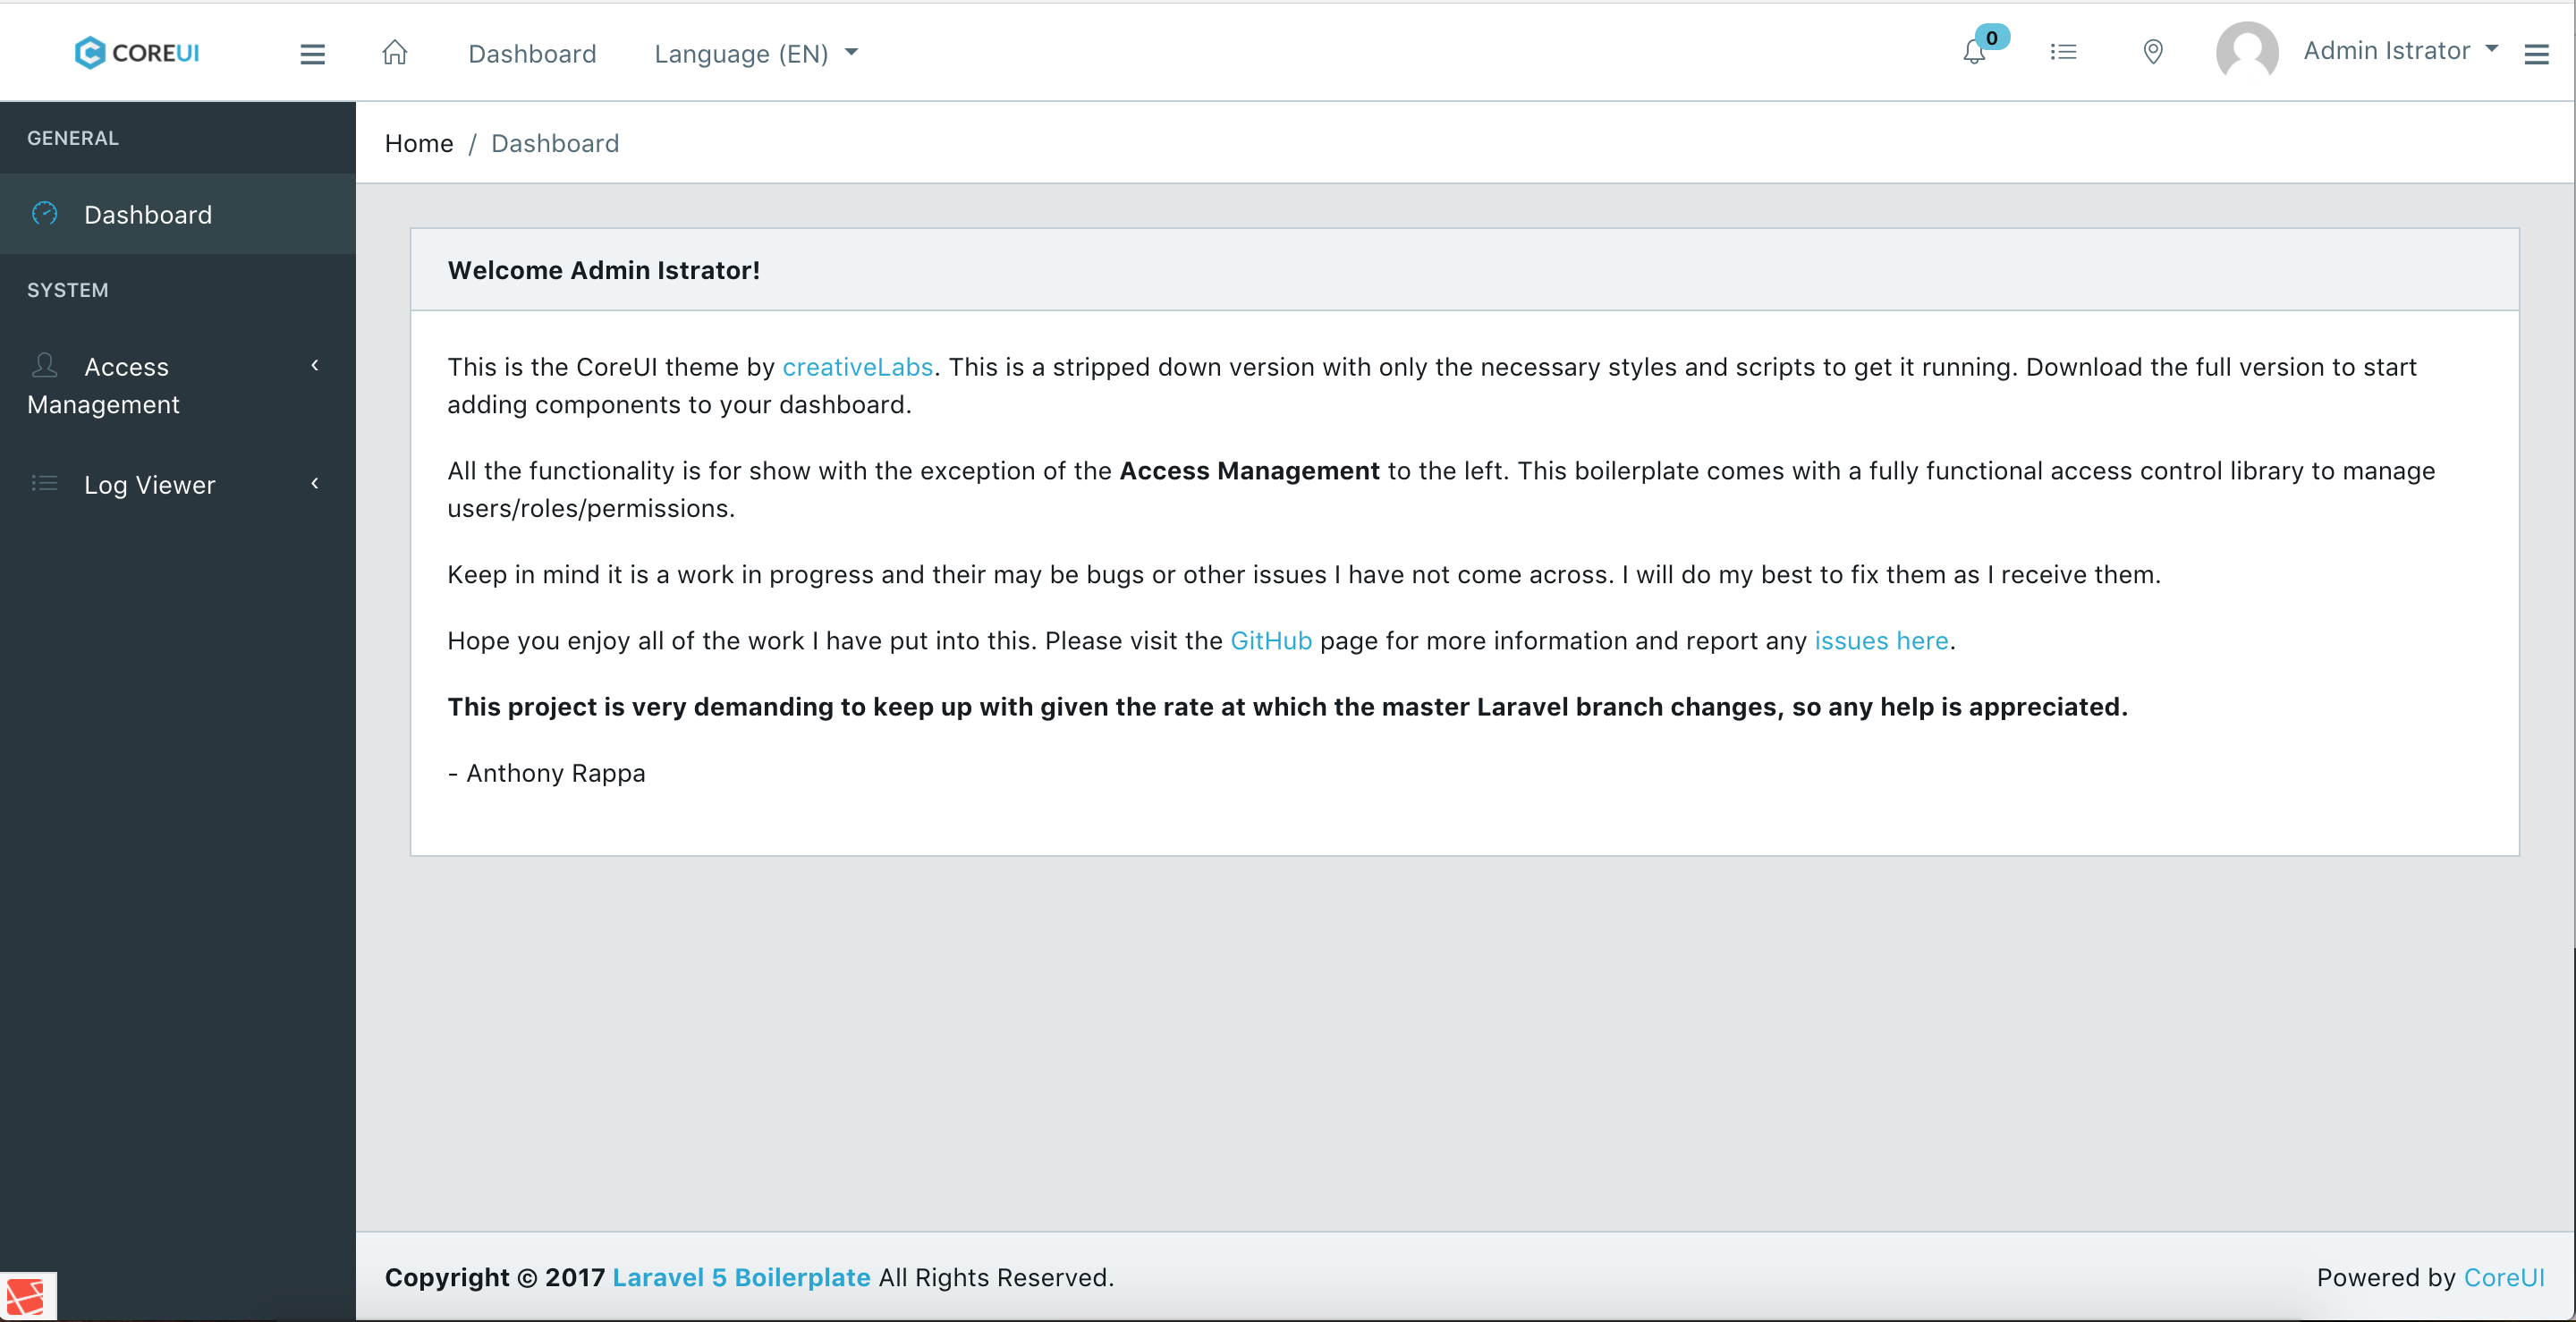 COREUI
Dashboard
Language (EN)
0
Admin Istrator
GENERAL
Dashboard
SYSTEM
Access
Management
Log Viewer
Home / Dashboard
Welcome Admin Istrator!
This is the CoreUI theme by creativeLabs. This is a stripped down version with only the necessary styles and scripts to get it running. Download the full version to start
adding components to your dashboard.
All the functionality is for show with the exception of the Access Management to the left. This boilerplate comes with a fully functional access control library to manage
users/roles/permissions.
Keep in mind it is a work in progress and their may be bugs or other issues I have not come across. I will do my best to fix them as I receive them.
Hope you enjoy all of the work I have put into this. Please visit the GitHub page for more information and report any issues here.
This project is very demanding to keep up with given the rate at which the master Laravel branch changes, so any help is appreciated.
- Anthony Rappa
Copyright © 2017 Laravel 5 Boilerplate All Rights Reserved.
Powered by CoreUI